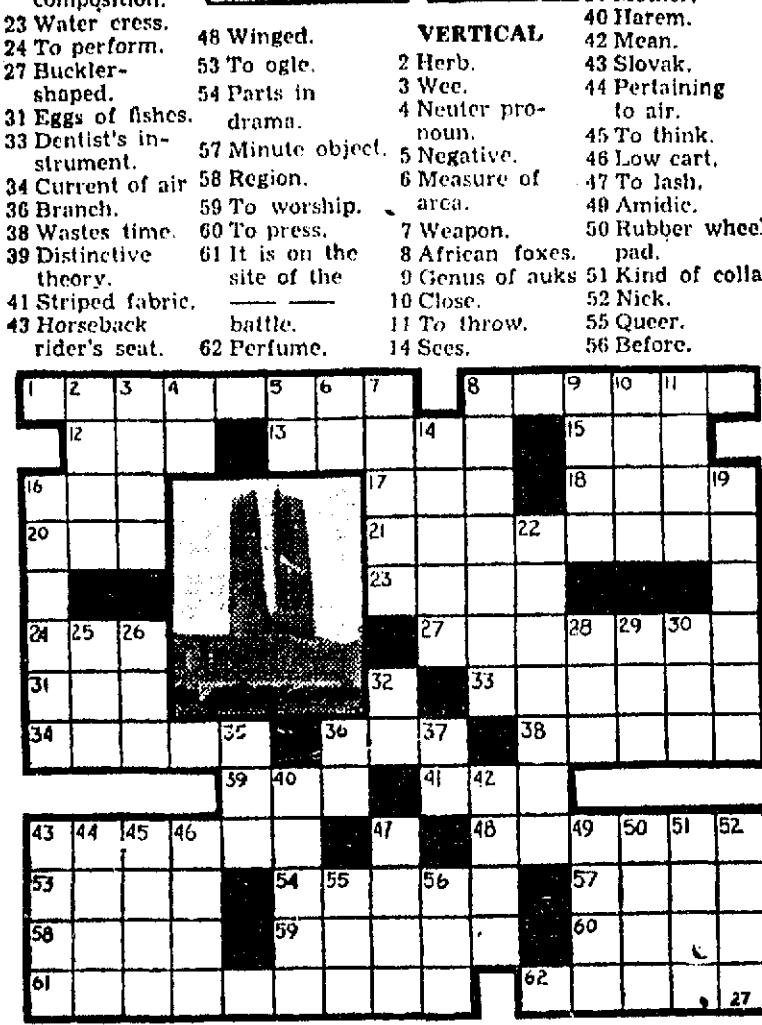 composition.
23 Water cress.
24 To perform.
27 Buckler-
shaped.
31 Eggs of fishes.
33 Dentist's in-
strument.
34 Current of air
36 Branch.
38 Wastes time.
39 Distinctive
theory.
41 Striped fabric.
43 Horseback
rider's seat.
48 Winged.
53 To ogle.
54 Parts in
drama.
57 Minute object.
58 Region.
59 To worship.
60 To press.
61 It is on the
site of the
—— ——
battle.
62 Perfume.
VERTICAL
2 Herb.
3 Wee.
4 Neuter pro-
noun.
5 Negative.
6 Measure of
area.
7 Weapon.
8 African foxes.
9 Genus of auks
10 Close.
11 To throw.
14 Sees.
40 Harem.
42 Mean.
43 Slovak.
44 Pertaining
to air.
45 To think.
46 Low cart.
47 To lash.
49 Amidic.
50 Rubber wheel
pad.
51 Kind of colla
52 Nick.
55 Queer.
56 Before.
1 2 3 4 5 6 7 8 9 10 11
12 13 14 15
16 17 18 19
20 21 22
23
24 25 26 27 28 29 30
31 32 33
34 35 36 37 38
39 40 41 42
43 44 45 46 47 48 49 50 51 52
53 54 55 56 57
58 59 60
61 62
27